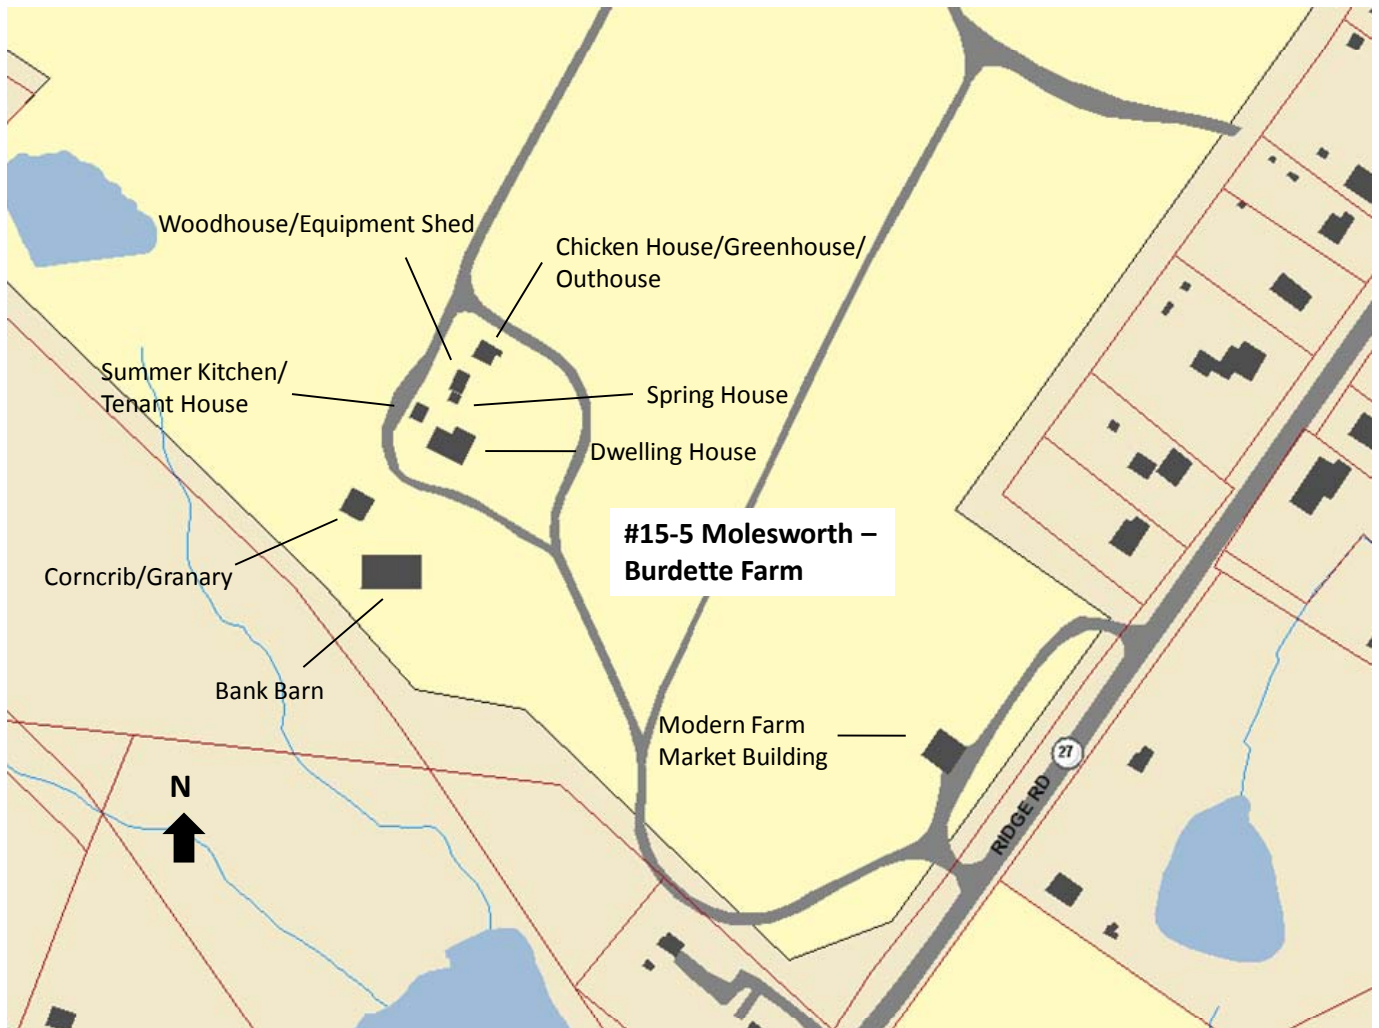 Woodhouse/Equipment Shed
Chicken House/Greenhouse/
Outhouse
Summer Kitchen/
Tenant House
Spring House
Dwelling House
#15-5 Molesworth –
Burdette Farm
Corncrib/Granary
Bank Barn
Modern Farm
Market Building
27
RIDGE RD
N